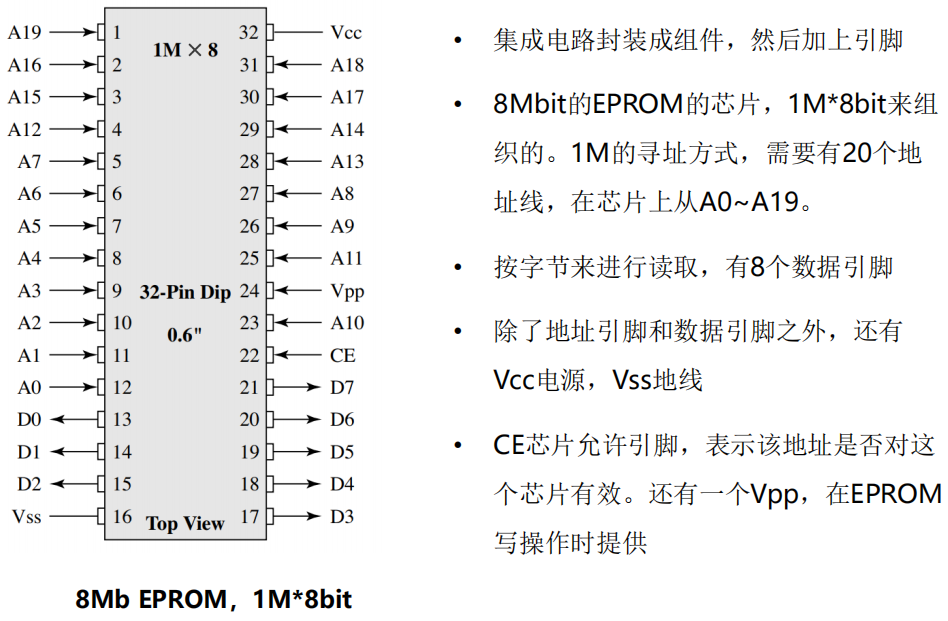 A19 1 1M × 8 32 Vcc
A16 2 31 A18
A15 3 30 A17
A12 4 29 A14
A7 5 28 A13
A6 6 27 A8
A5 7 26 A9
A4 8 25 A11
A3 9 32-Pin Dip 24 Vpp
A2 10 0.6" 23 A10
A1 11 22 CE
A0 12 21 D7
D0 13 20 D6
D1 14 19 D5
D2 15 18 D4
Vss 16 Top View 17 D3
8Mb EPROM，1M*8bit
• 集成电路封装成组件，然后加上引脚
• 8Mbit的EPROM的芯片，1M*8bit来组
织的。1M的寻址方式，需要有20个地
址线，在芯片上从A0~A19。
• 按字节来进行读取，有8个数据引脚
• 除了地址引脚和数据引脚之外，还有
Vcc电源，Vss地线
• CE芯片允许引脚，表示该地址是否对这
个芯片有效。还有一个Vpp，在EPROM
写操作时提供